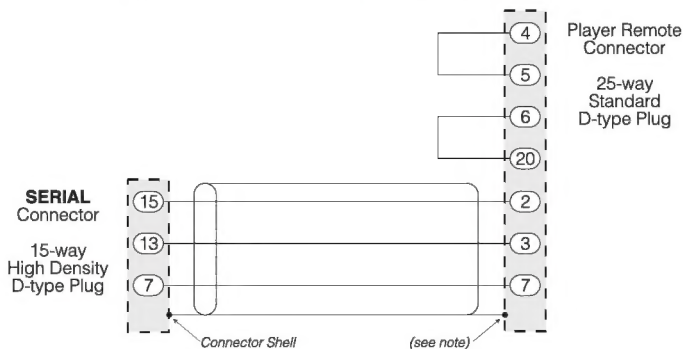 4
Player Remote
Connector
5
25-way
Standard
D-type Plug
6
20
SERIAL
Connector
15
2
13
3
15-way
High Density
D-type Plug
7
7
Connector Shell
(see note)